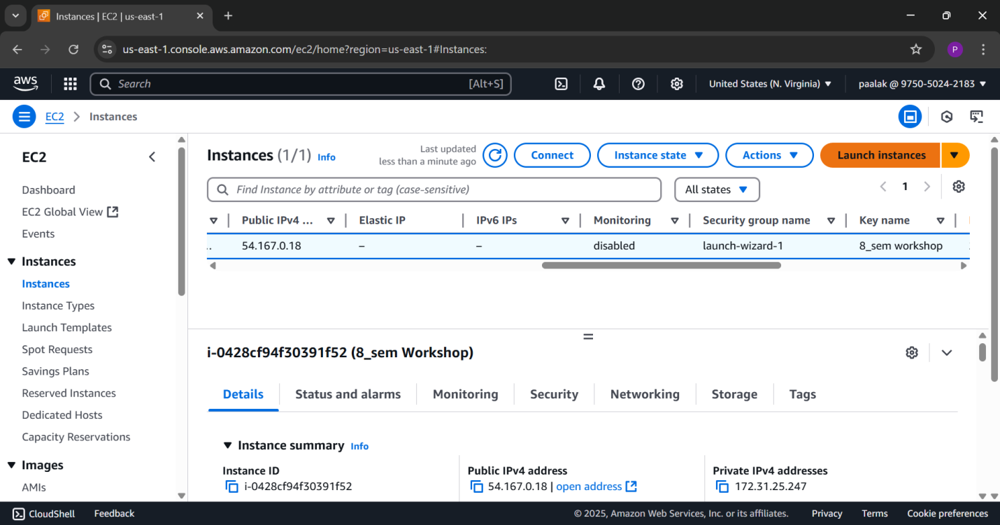 Instances | EC2 | us-east-1
us-east-1.console.aws.amazon.com/ec2/home?region=us-east-1#Instances:
P
aws
Search [Alt+S]
United States (N. Virginia)
paalak @ 9750-5024-2183
EC2 Instances
EC2
Dashboard
EC2 Global View
Events
Instances
Instances
Instance Types
Launch Templates
Spot Requests
Savings Plans
Reserved Instances
Dedicated Hosts
Capacity Reservations
Images
AMIs
Instances (1/1) Info
Last updated
less than a minute ago
Connect
Instance state
Actions
Launch instances
Find Instance by attribute or tag (case-sensitive)
All states
1
Public IPv4 ... Elastic IP IPv6 IPs Monitoring Security group name Key name
.. 54.167.0.18 – – disabled launch-wizard-1 8_sem workshop
i-0428cf94f30391f52 (8_sem Workshop)
Details Status and alarms Monitoring Security Networking Storage Tags
Instance summary Info
Instance ID
i-0428cf94f30391f52
Public IPv4 address
54.167.0.18 | open address
Private IPv4 addresses
172.31.25.247
CloudShell Feedback © 2025, Amazon Web Services, Inc. or its affiliates. Privacy Terms Cookie preferences